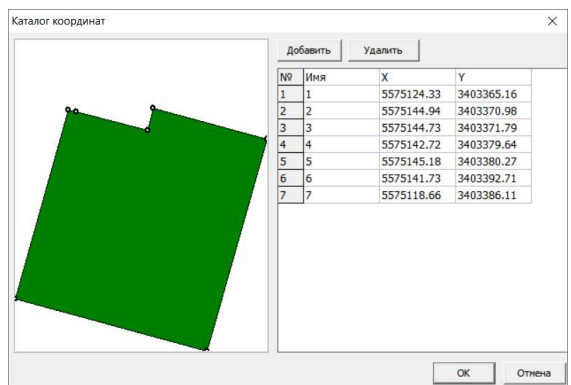 Каталог координат
Добавить Удалить
№ Имя X Y
1 1 5575124.33 3403365.16
2 2 5575144.94 3403370.98
3 3 5575144.73 3403371.79
4 4 5575142.72 3403379.64
5 5 5575145.18 3403380.27
6 6 5575141.73 3403392.71
7 7 5575118.66 3403386.11
OK Отмена